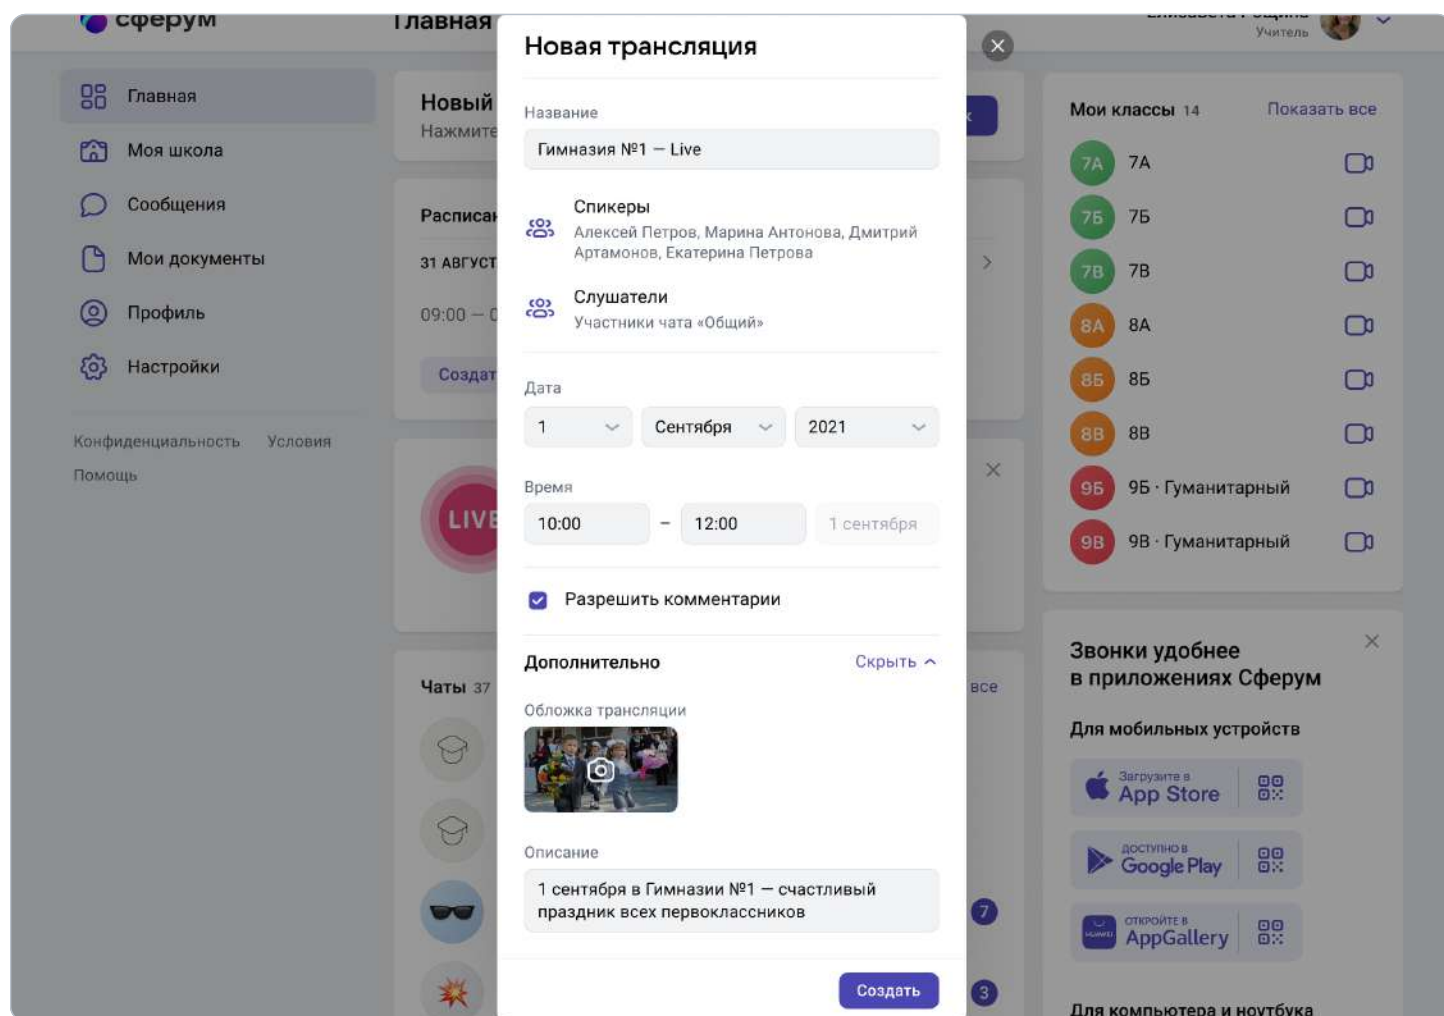 сферум
Главная
Учитель
Главная
Моя школа
Сообщения
Мои документы
Профиль
Настройки
Конфиденциальность Условия
Помощь
Новый
Нажмите
31 АВГУСТ
09:00 —
LIVE
Чаты 37
все
7
3
Новая трансляция
Название
Гимназия №1 — Live
Спикеры
Алексей Петров, Марина Антонова, Дмитрий
Артамонов, Екатерина Петрова
Слушатели
Участники чата «Общий»
Дата
1 Сентября 2021
Время
10:00 – 12:00 1 сентября
Разрешить комментарии
Дополнительно Скрыть
Обложка трансляции
Описание
1 сентября в Гимназии №1 — счастливый
праздник всех первоклассников
Создать
Мои классы 14 Показать все
7А 7А
7Б 7Б
7В 7В
8А 8А
8Б 8Б
8В 8В
9Б 9Б · Гуманитарный
9В 9В · Гуманитарный
Звонки удобнее
в приложениях Сферум
Для мобильных устройств
Загрузите в
App Store
ДОСТУПНО В
Google Play
ОТКРОЙТЕ В
HUAWEI AppGallery
Для компьютера и ноутбука